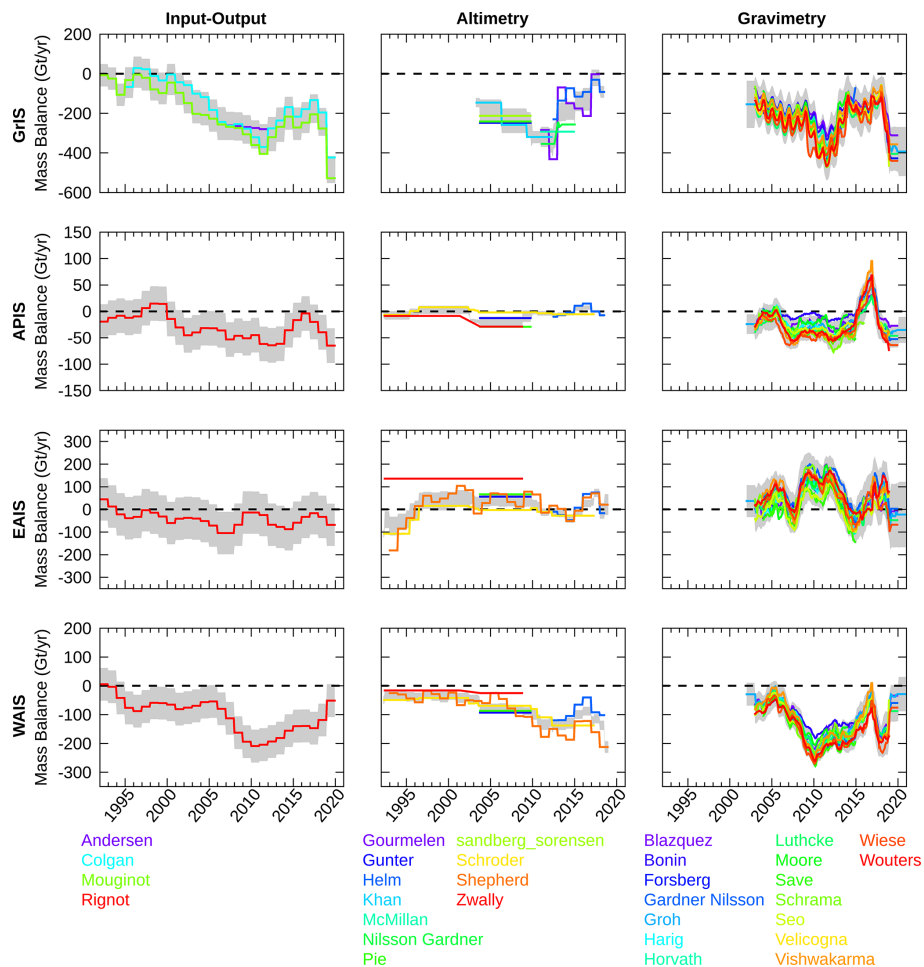 Input-Output Altimetry Gravimetry
GrIS
Mass Balance (Gt/yr)
200
0
-200
-400
-600
APIS
Mass Balance (Gt/yr)
150
100
50
0
-50
-100
-150
EAIS
Mass Balance (Gt/yr)
300
200
100
0
-100
-200
-300
WAIS
Mass Balance (Gt/yr)
200
100
0
-100
-200
-300
1995 2000 2005 2010 2015 2020 1995 2000 2005 2010 2015 2020 1995 2000 2005 2010 2015 2020
Andersen
Colgan
Mouginot
Rignot
Gourmelen
Gunter
Helm
Khan
McMillan
Nilsson Gardner
Pie
sandberg_sorensen
Schroder
Shepherd
Zwally
Blazquez
Bonin
Forsberg
Gardner Nilsson
Groh
Harig
Horvath
Luthcke
Moore
Save
Schrama
Seo
Velicogna
Vishwakarma
Wiese
Wouters